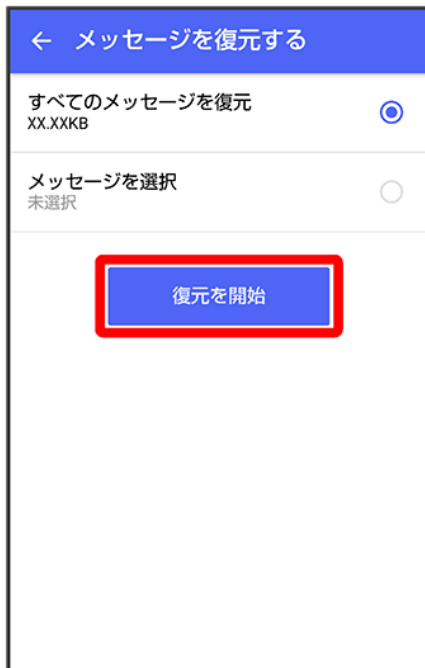 ← メッセージを復元する
すべてのメッセージを復元
XX.XXKB
メッセージを選択
未選択
復元を開始